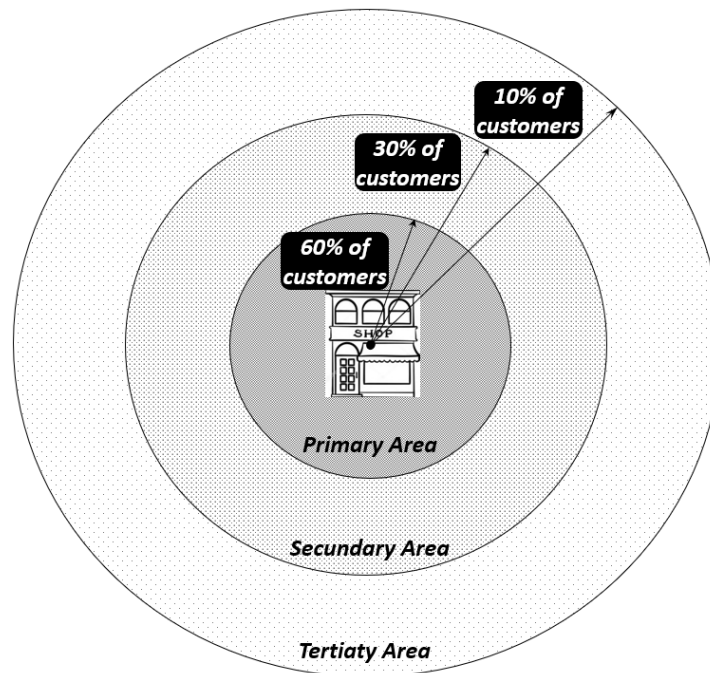 10% of
customers
30% of
customers
60% of
customers
SHOP
Primary Area
Secundary Area
Tertiaty Area